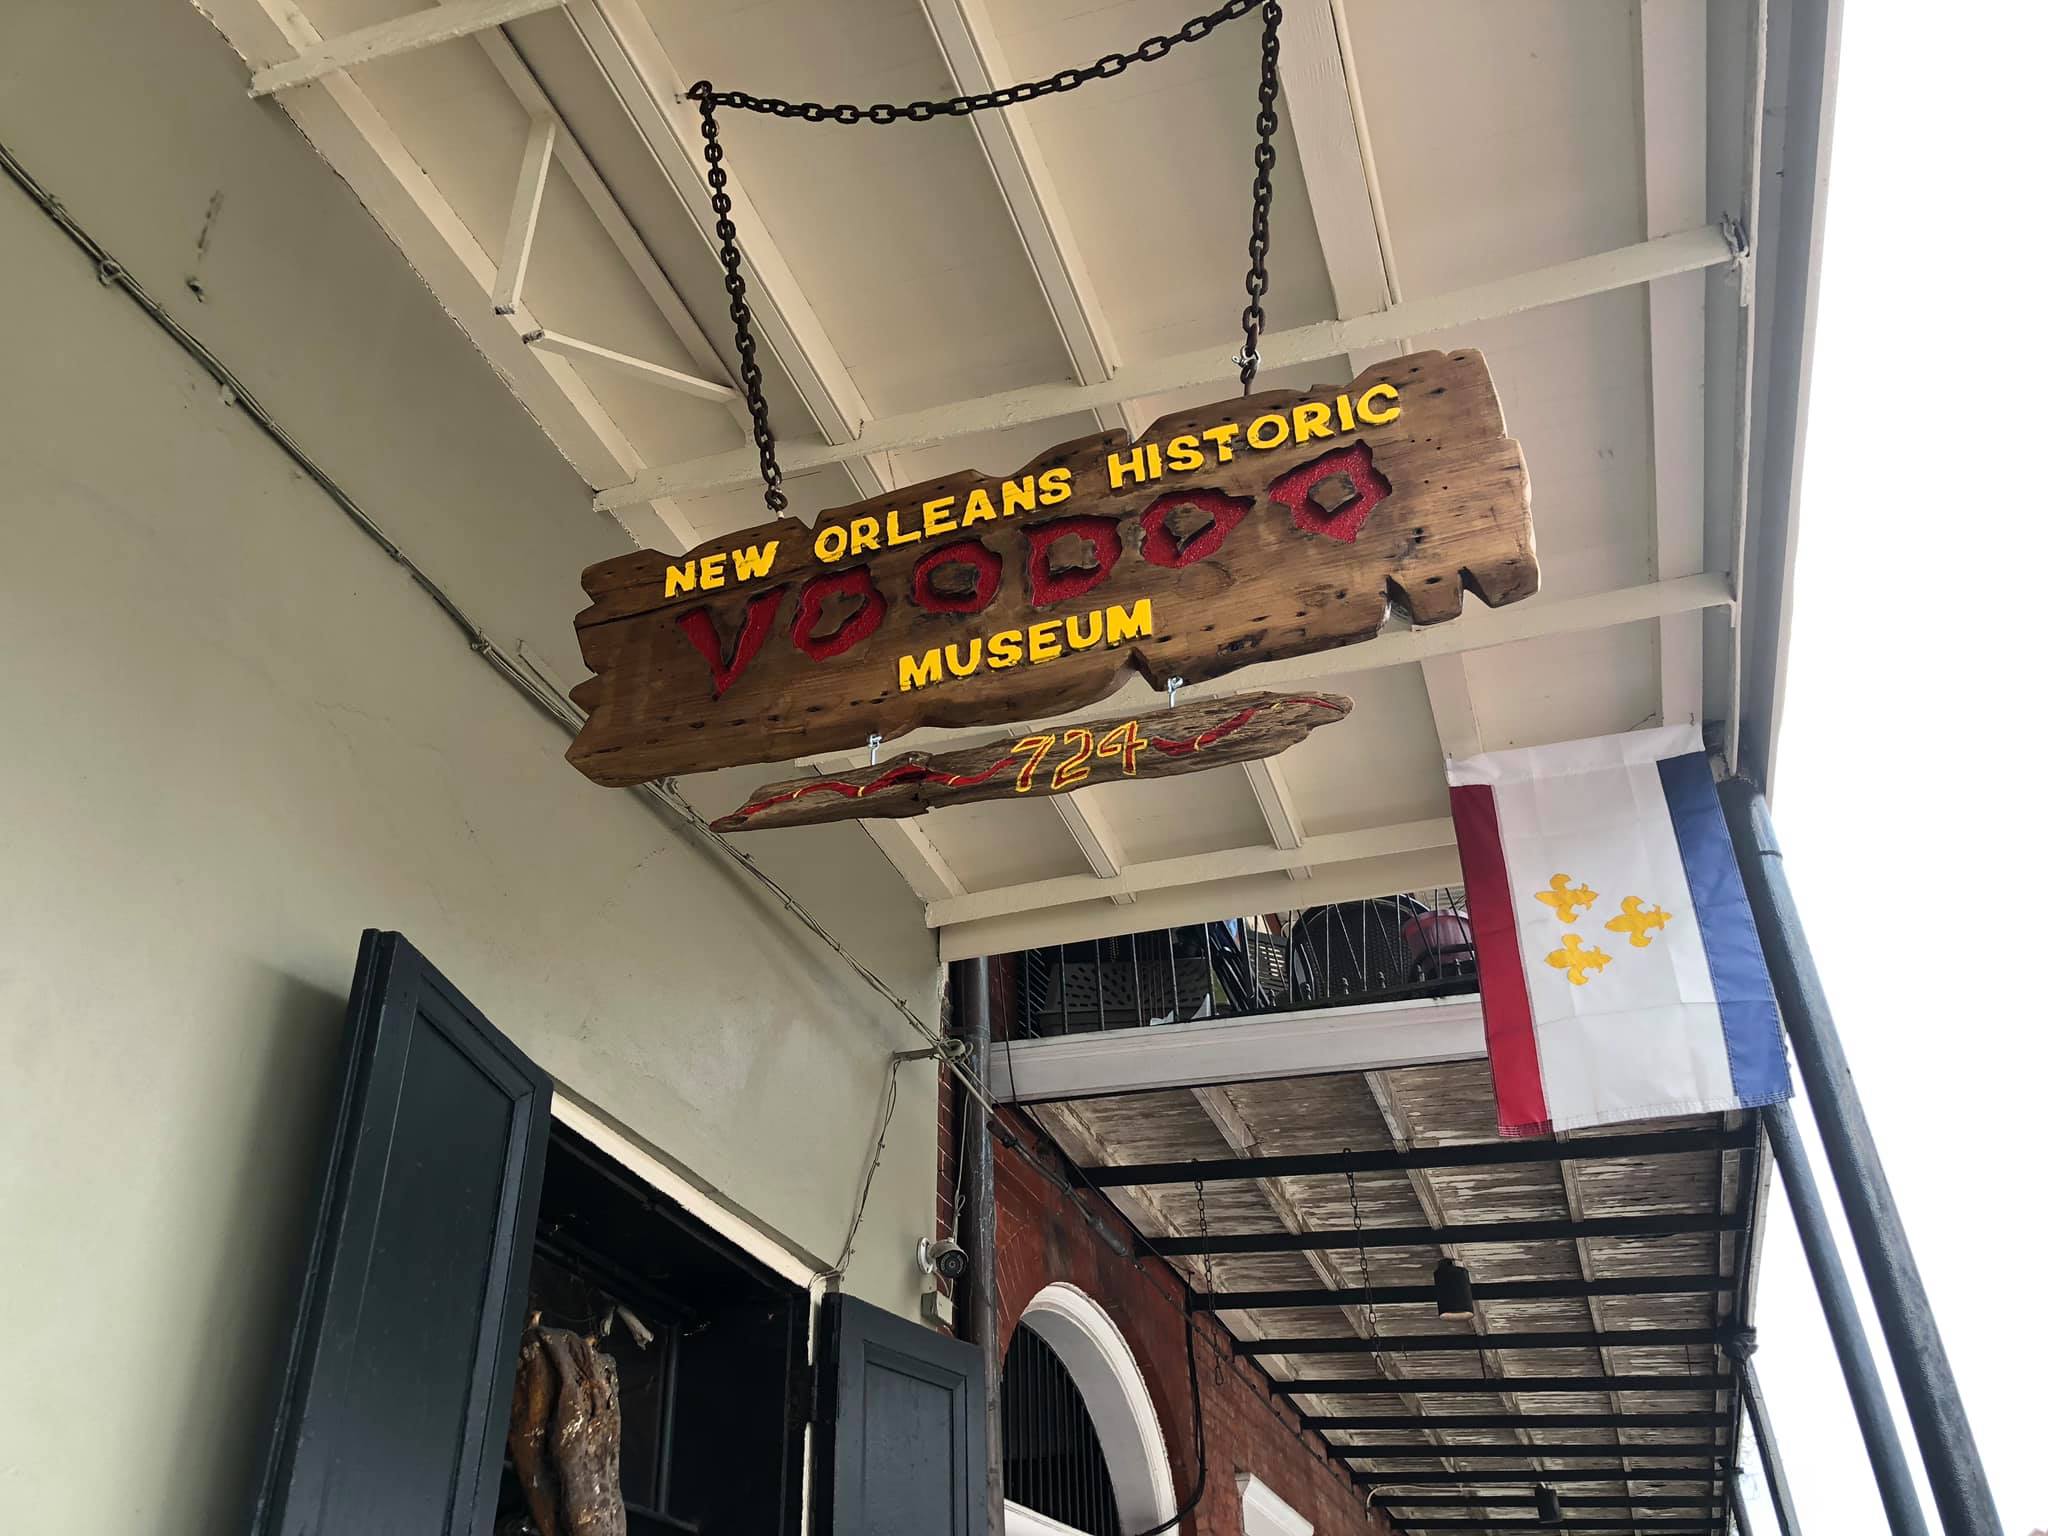 NEW ORLEANS HISTORIC
VOODOO
MUSEUM
724